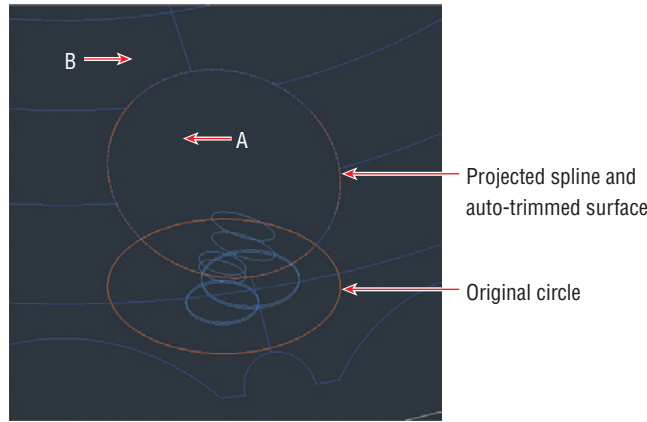 B
A
Projected spline and
auto-trimmed surface
Original circle